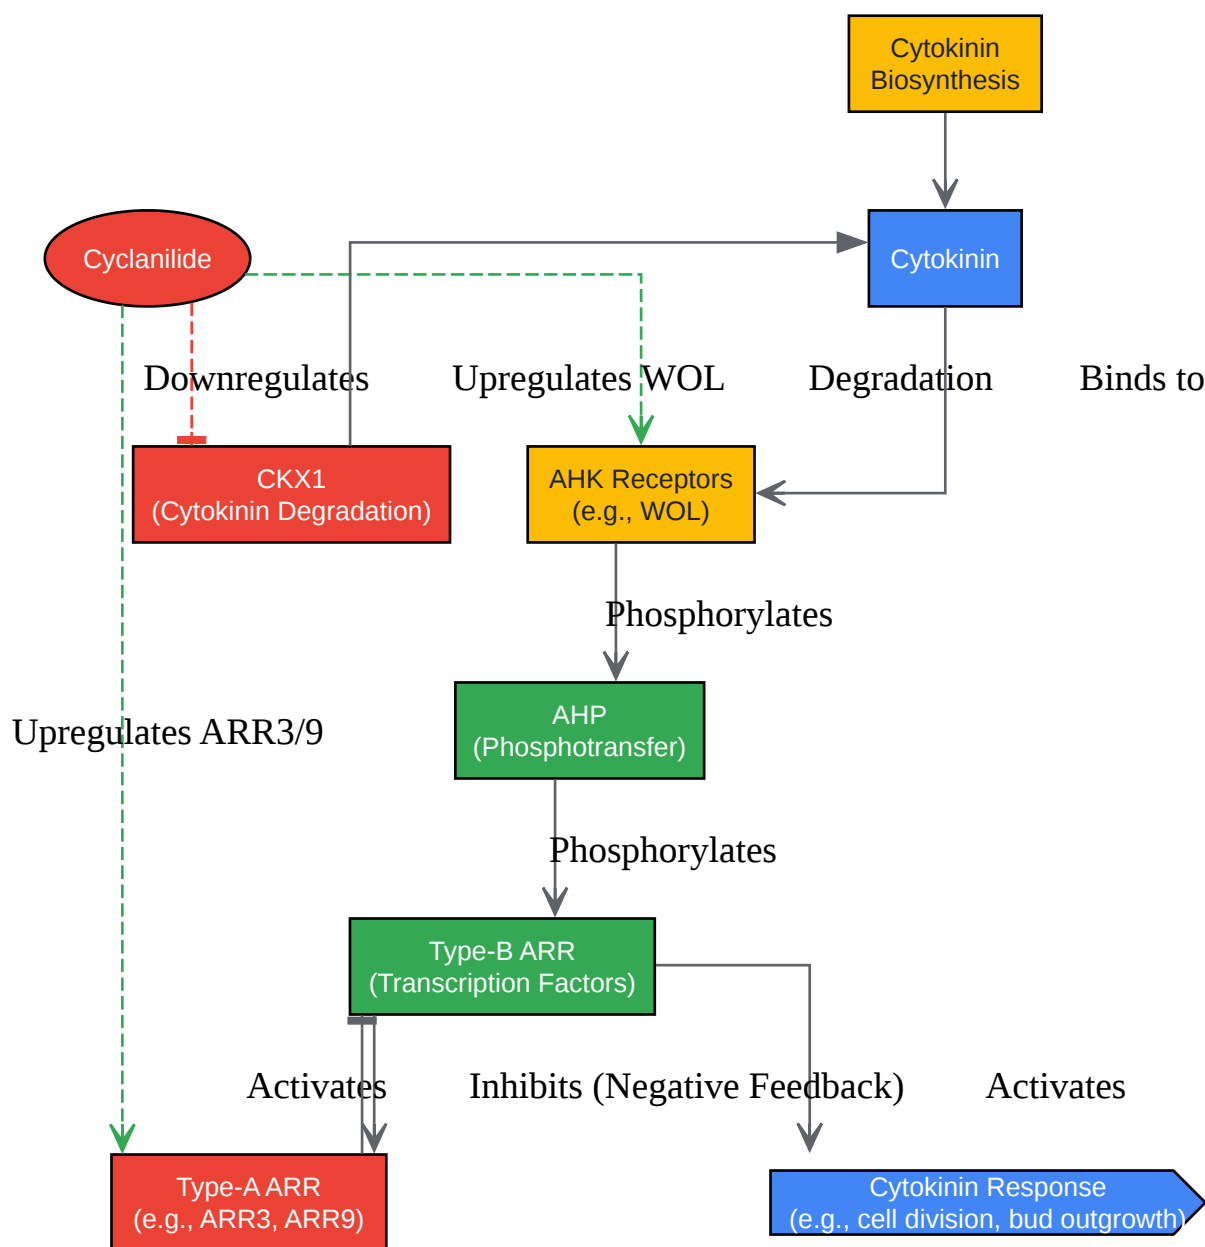 Cytokinin
Biosynthesis
Cyclanilide
Cytokinin
Downregulates
Upregulates WOL
Degradation
Binds to
CKX1
(Cytokinin Degradation)
AHK Receptors
(e.g., WOL)
Phosphorylates
AHP
(Phosphotransfer)
Upregulates ARR3/9
Phosphorylates
Type-B ARR
(Transcription Factors)
Activates
Inhibits (Negative Feedback)
Activates
Type-A ARR
(e.g., ARR3, ARR9)
Cytokinin Response
(e.g., cell division, bud outgrowth)